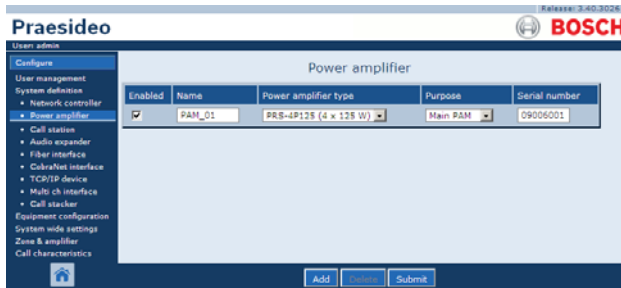 Release: 3.40.3026
Praesideo
BOSCH
User: admin
Configure
User management
System definition
• Network controller
• Power amplifier
• Call station
• Audio expander
• Fiber interface
• CobraNet interface
• TCP/IP device
• Multi ch interface
• Call stacker
Equipment configuration
System wide settings
Zone & amplifier
Call characteristics
Power amplifier
Enabled Name Power amplifier type Purpose Serial number
PAM_01 PRS-4P125 (4 x 125 W) Main PAM 09006001
Add Delete Submit